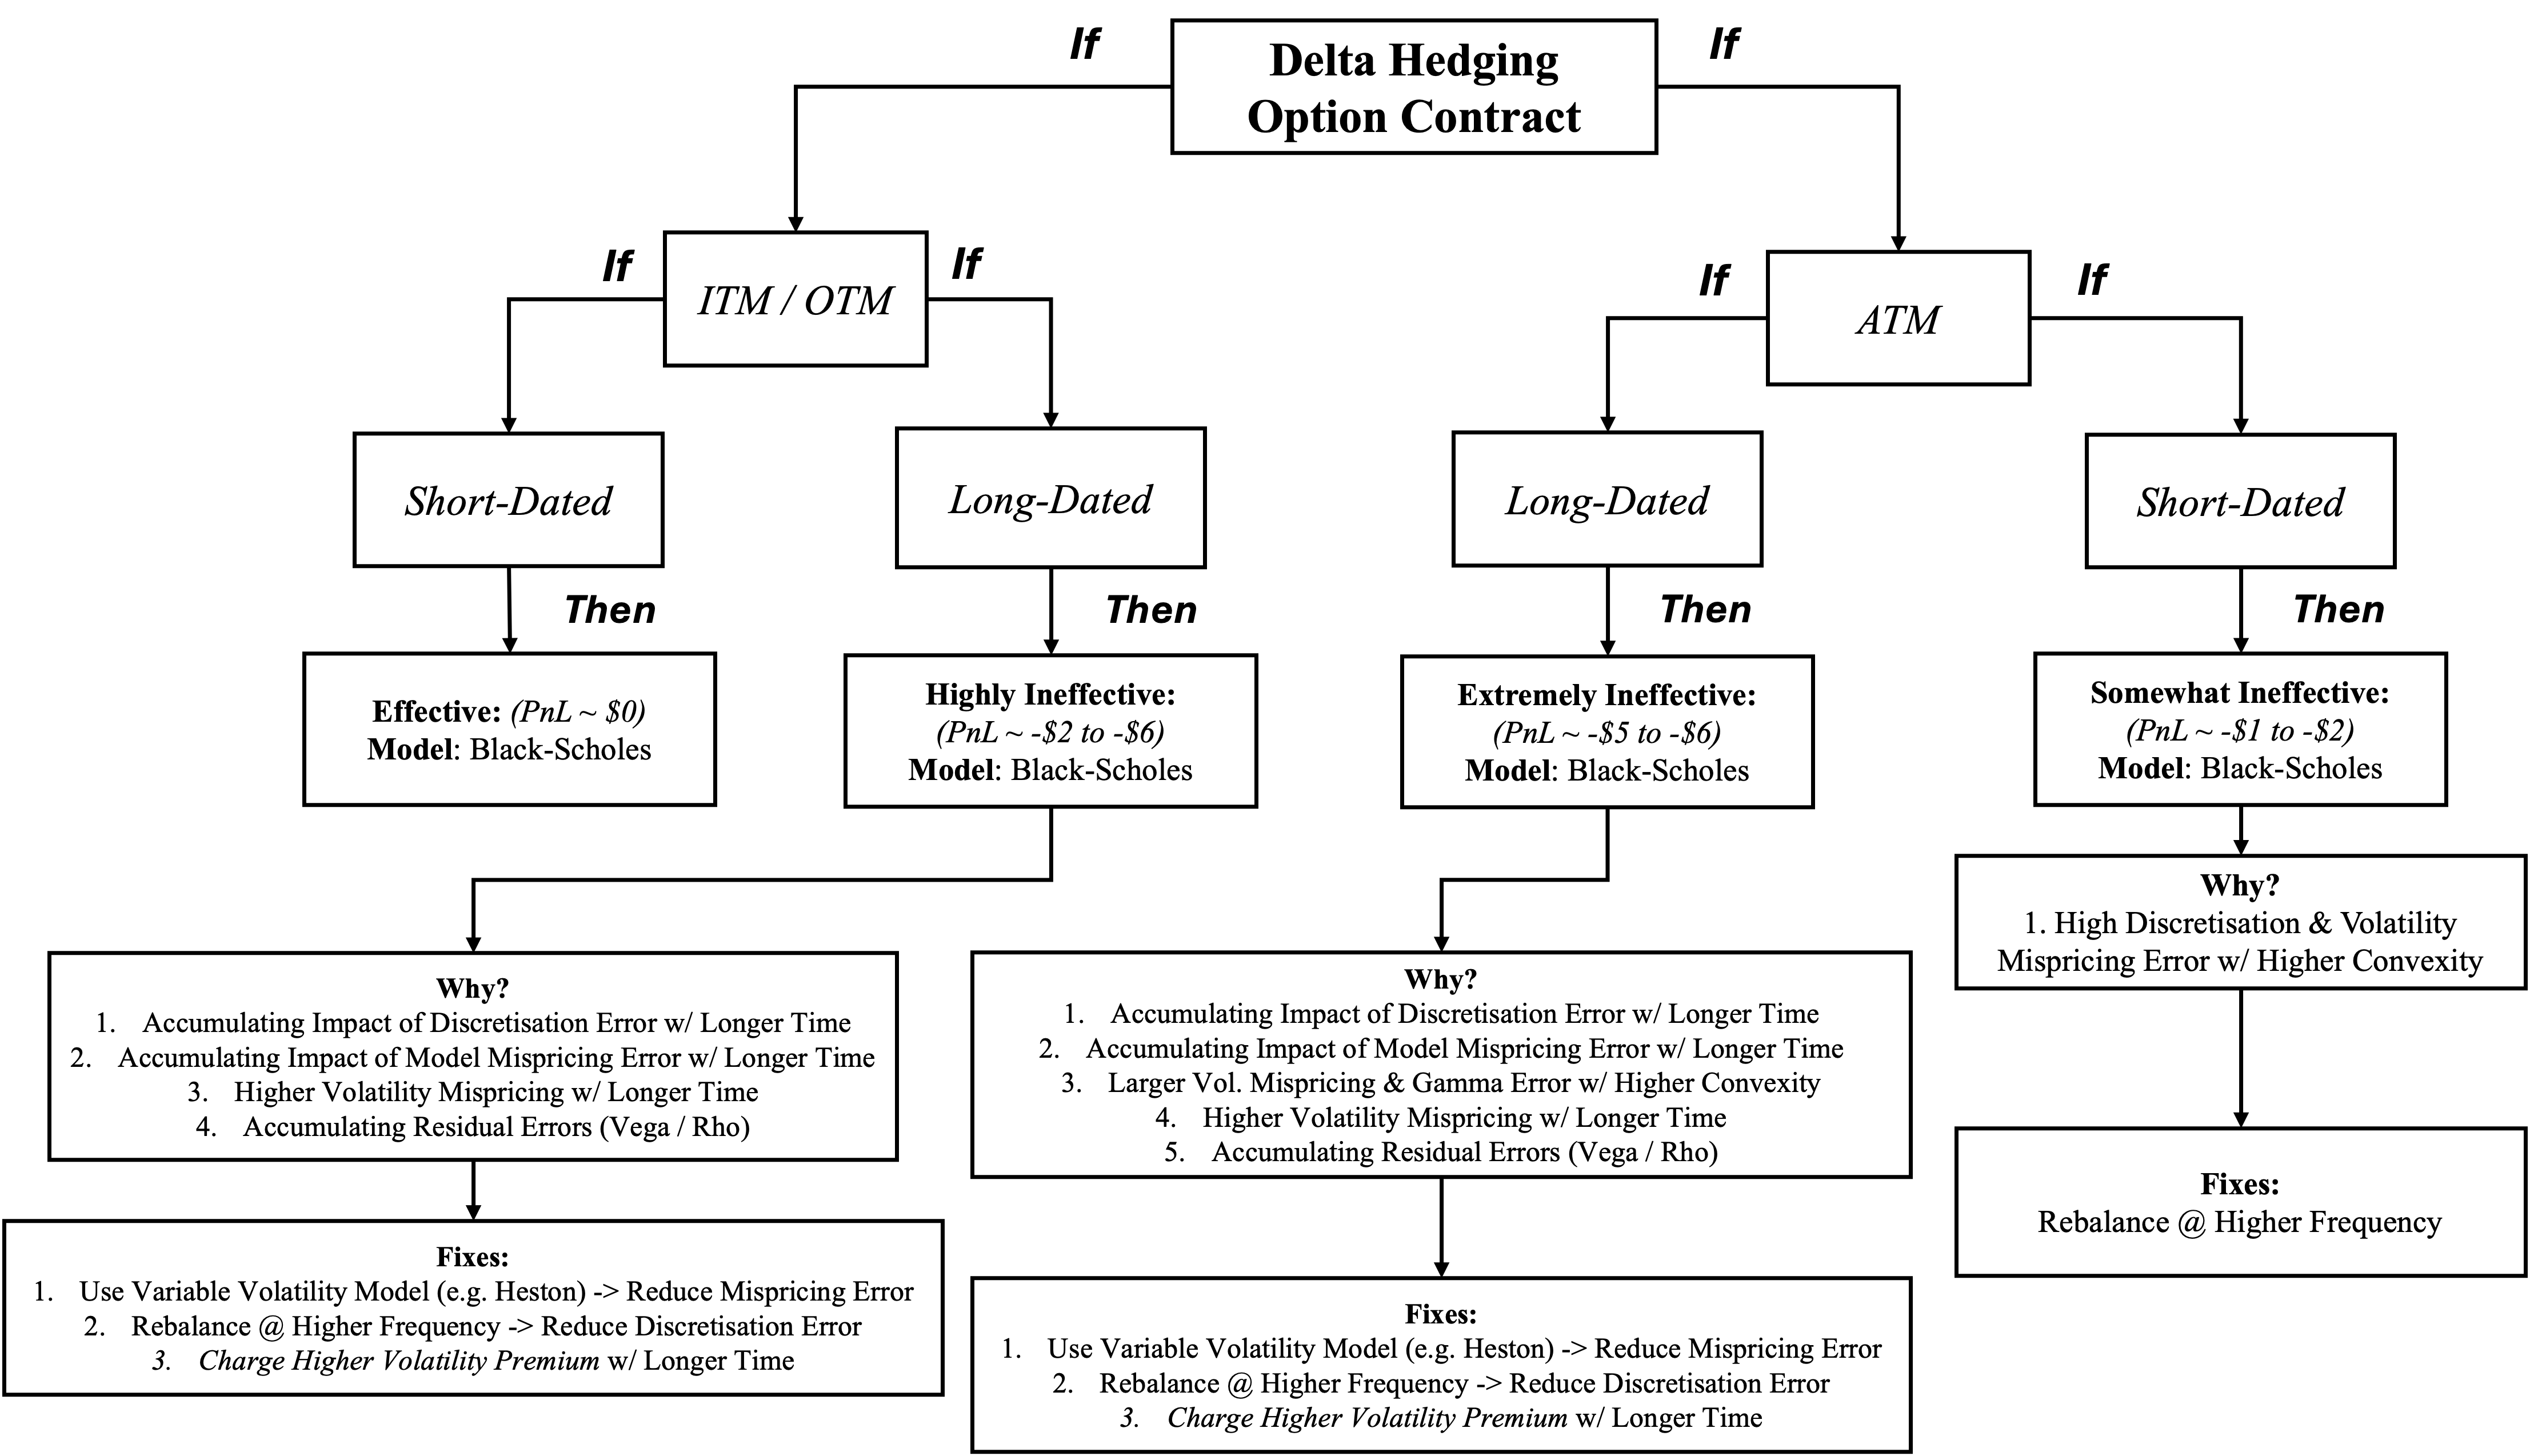 Delta Hedging
Option Contract
If
If
ITM / OTM
If
If
ATM
If
If
Short-Dated
Long-Dated
Long-Dated
Short-Dated
Then
Then
Then
Then
Effective: (PnL ~ $0)
Model: Black-Scholes
Highly Ineffective:
(PnL ~ -$2 to -$6)
Model: Black-Scholes
Extremely Ineffective:
(PnL ~ -$5 to -$6)
Model: Black-Scholes
Somewhat Ineffective:
(PnL ~ -$1 to -$2)
Model: Black-Scholes
Why?
1. Accumulating Impact of Discretisation Error w/ Longer Time
2. Accumulating Impact of Model Mispricing Error w/ Longer Time
3. Higher Volatility Mispricing w/ Longer Time
4. Accumulating Residual Errors (Vega / Rho)
Why?
1. Accumulating Impact of Discretisation Error w/ Longer Time
2. Accumulating Impact of Model Mispricing Error w/ Longer Time
3. Larger Vol. Mispricing & Gamma Error w/ Higher Convexity
4. Higher Volatility Mispricing w/ Longer Time
5. Accumulating Residual Errors (Vega / Rho)
Why?
1. High Discretisation & Volatility
Mispricing Error w/ Higher Convexity
Fixes:
1. Use Variable Volatility Model (e.g. Heston) -> Reduce Mispricing Error
2. Rebalance @ Higher Frequency -> Reduce Discretisation Error
3. Charge Higher Volatility Premium w/ Longer Time
Fixes:
1. Use Variable Volatility Model (e.g. Heston) -> Reduce Mispricing Error
2. Rebalance @ Higher Frequency -> Reduce Discretisation Error
3. Charge Higher Volatility Premium w/ Longer Time
Fixes:
Rebalance @ Higher Frequency